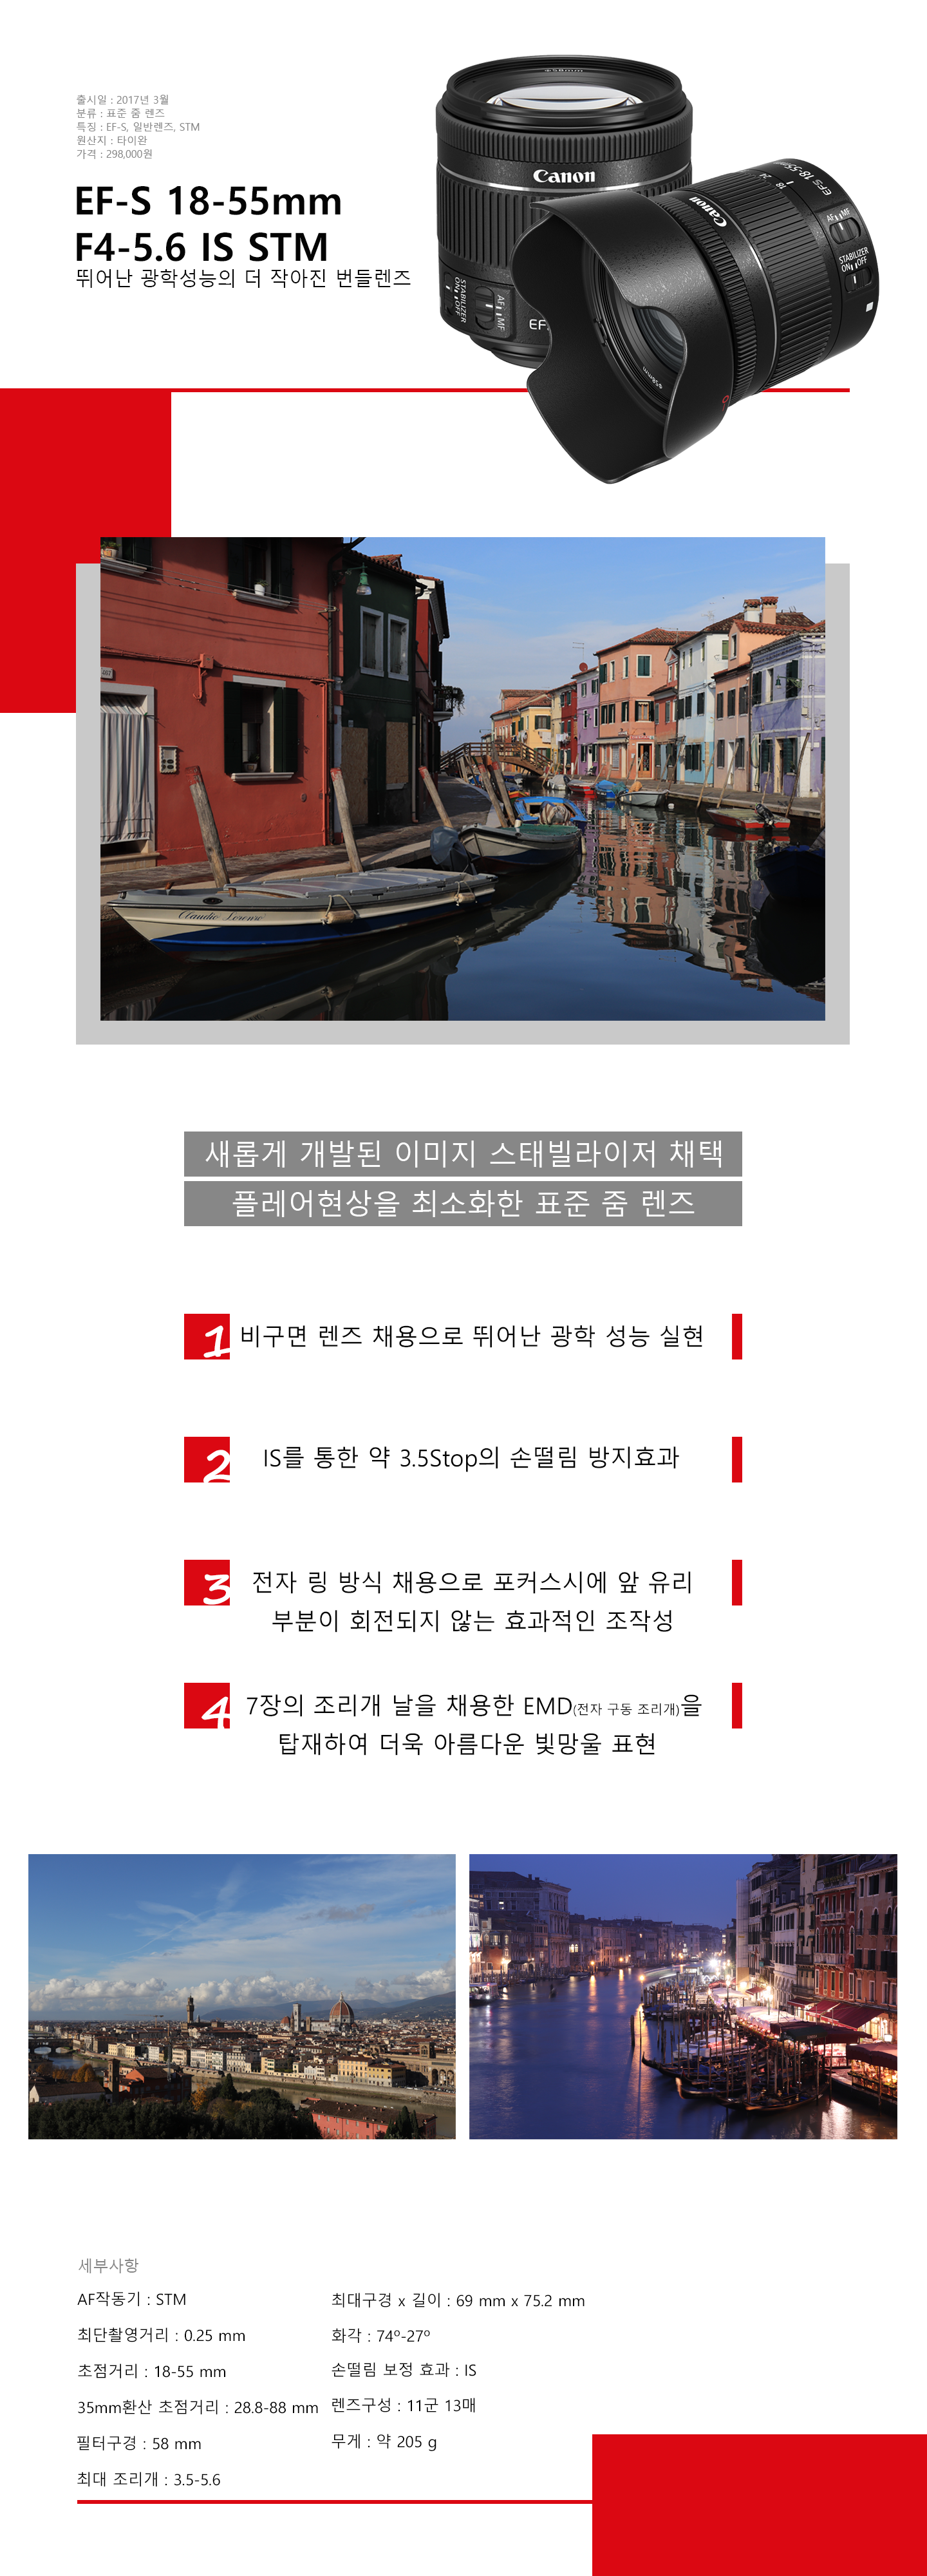 출시일 : 2017년 3월
분류 : 표준 줌 렌즈
특징 : EF-S, 일반렌즈, STM
원산지 : 타이완
가격 : 298,000원
EF-S 18-55mm
F4-5.6 IS STM
뛰어난 광학성능의 더 작아진 번들렌즈
Canon
STABILIZER
ON OFF
AF MF
EF
Canon
24 18
EFS 18-55
AF MF
STABILIZER
ON OFF
ø58mm
Claudio Lorenzo
새롭게 개발된 이미지 스태빌라이저 채택
플레어현상을 최소화한 표준 줌 렌즈
1 비구면 렌즈 채용으로 뛰어난 광학 성능 실현
2 IS를 통한 약 3.5Stop의 손떨림 방지효과
3 전자 링 방식 채용으로 포커스시에 앞 유리
부분이 회전되지 않는 효과적인 조작성
4 7장의 조리개 날을 채용한 EMD(전자 구동 조리개)을
탑재하여 더욱 아름다운 빛망울 표현
세부사항
AF작동기 : STM
최단촬영거리 : 0.25 mm
초점거리 : 18-55 mm
35mm환산 초점거리 : 28.8-88 mm
필터구경 : 58 mm
최대 조리개 : 3.5-5.6
최대구경 x 길이 : 69 mm x 75.2 mm
화각 : 74º-27º
손떨림 보정 효과 : IS
렌즈구성 : 11군 13매
무게 : 약 205 g